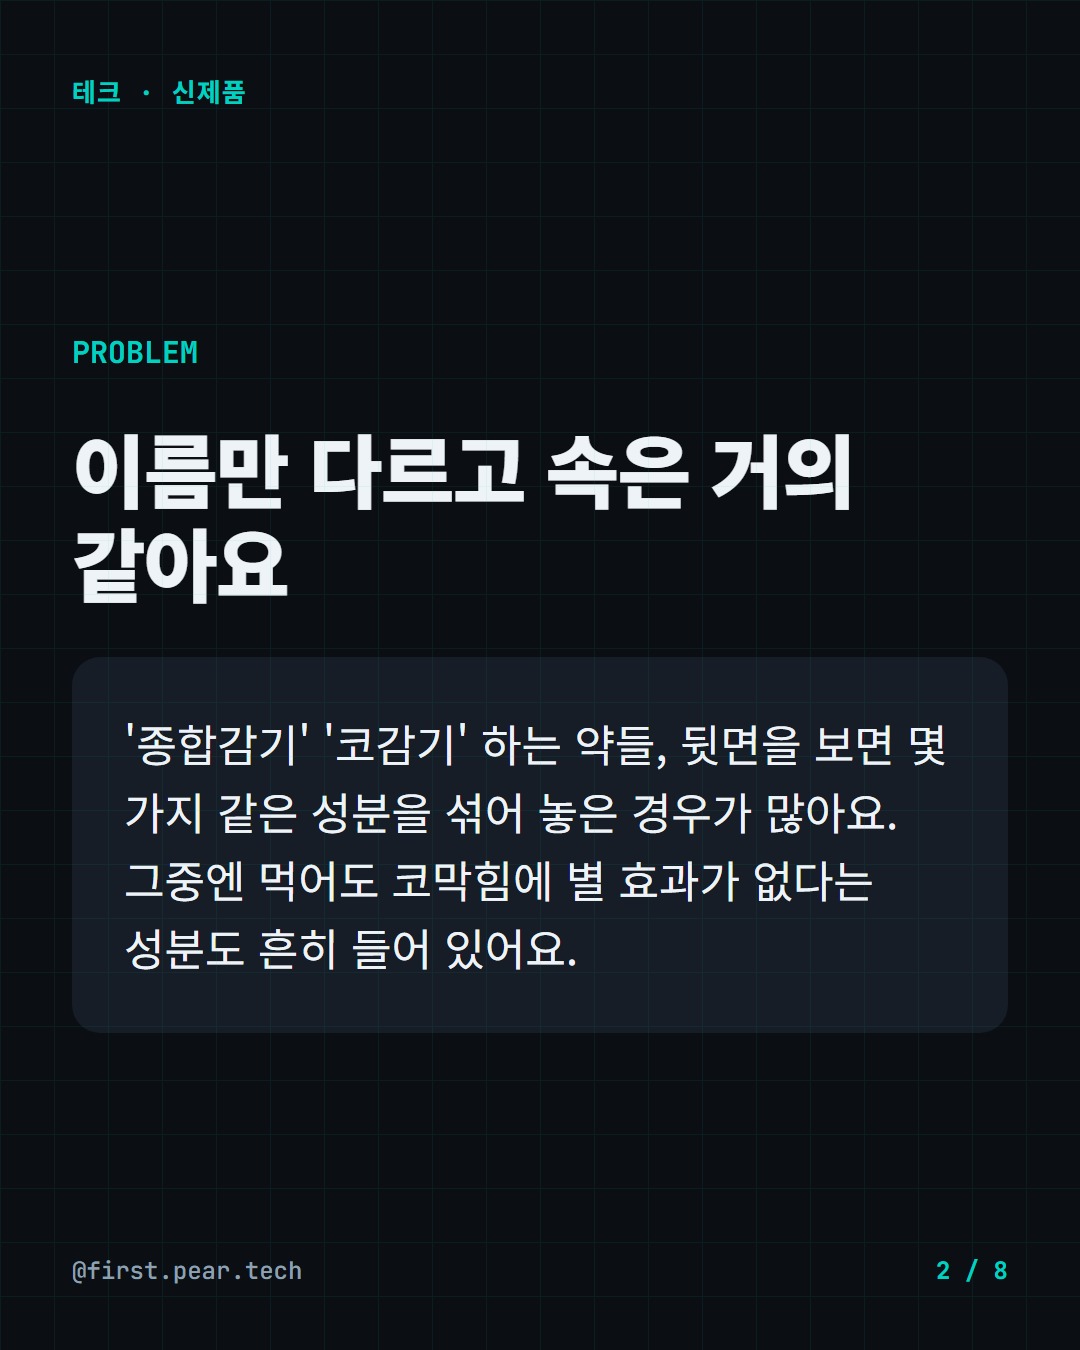 테크 · 신제품
PROBLEM
이름만 다르고 속은 거의
같아요
'종합감기' '코감기' 하는 약들, 뒷면을 보면 몇
가지 같은 성분을 섞어 놓은 경우가 많아요.
그중엔 먹어도 코막힘에 별 효과가 없다는
성분도 흔히 들어 있어요.
@first.pear.tech
2 / 8